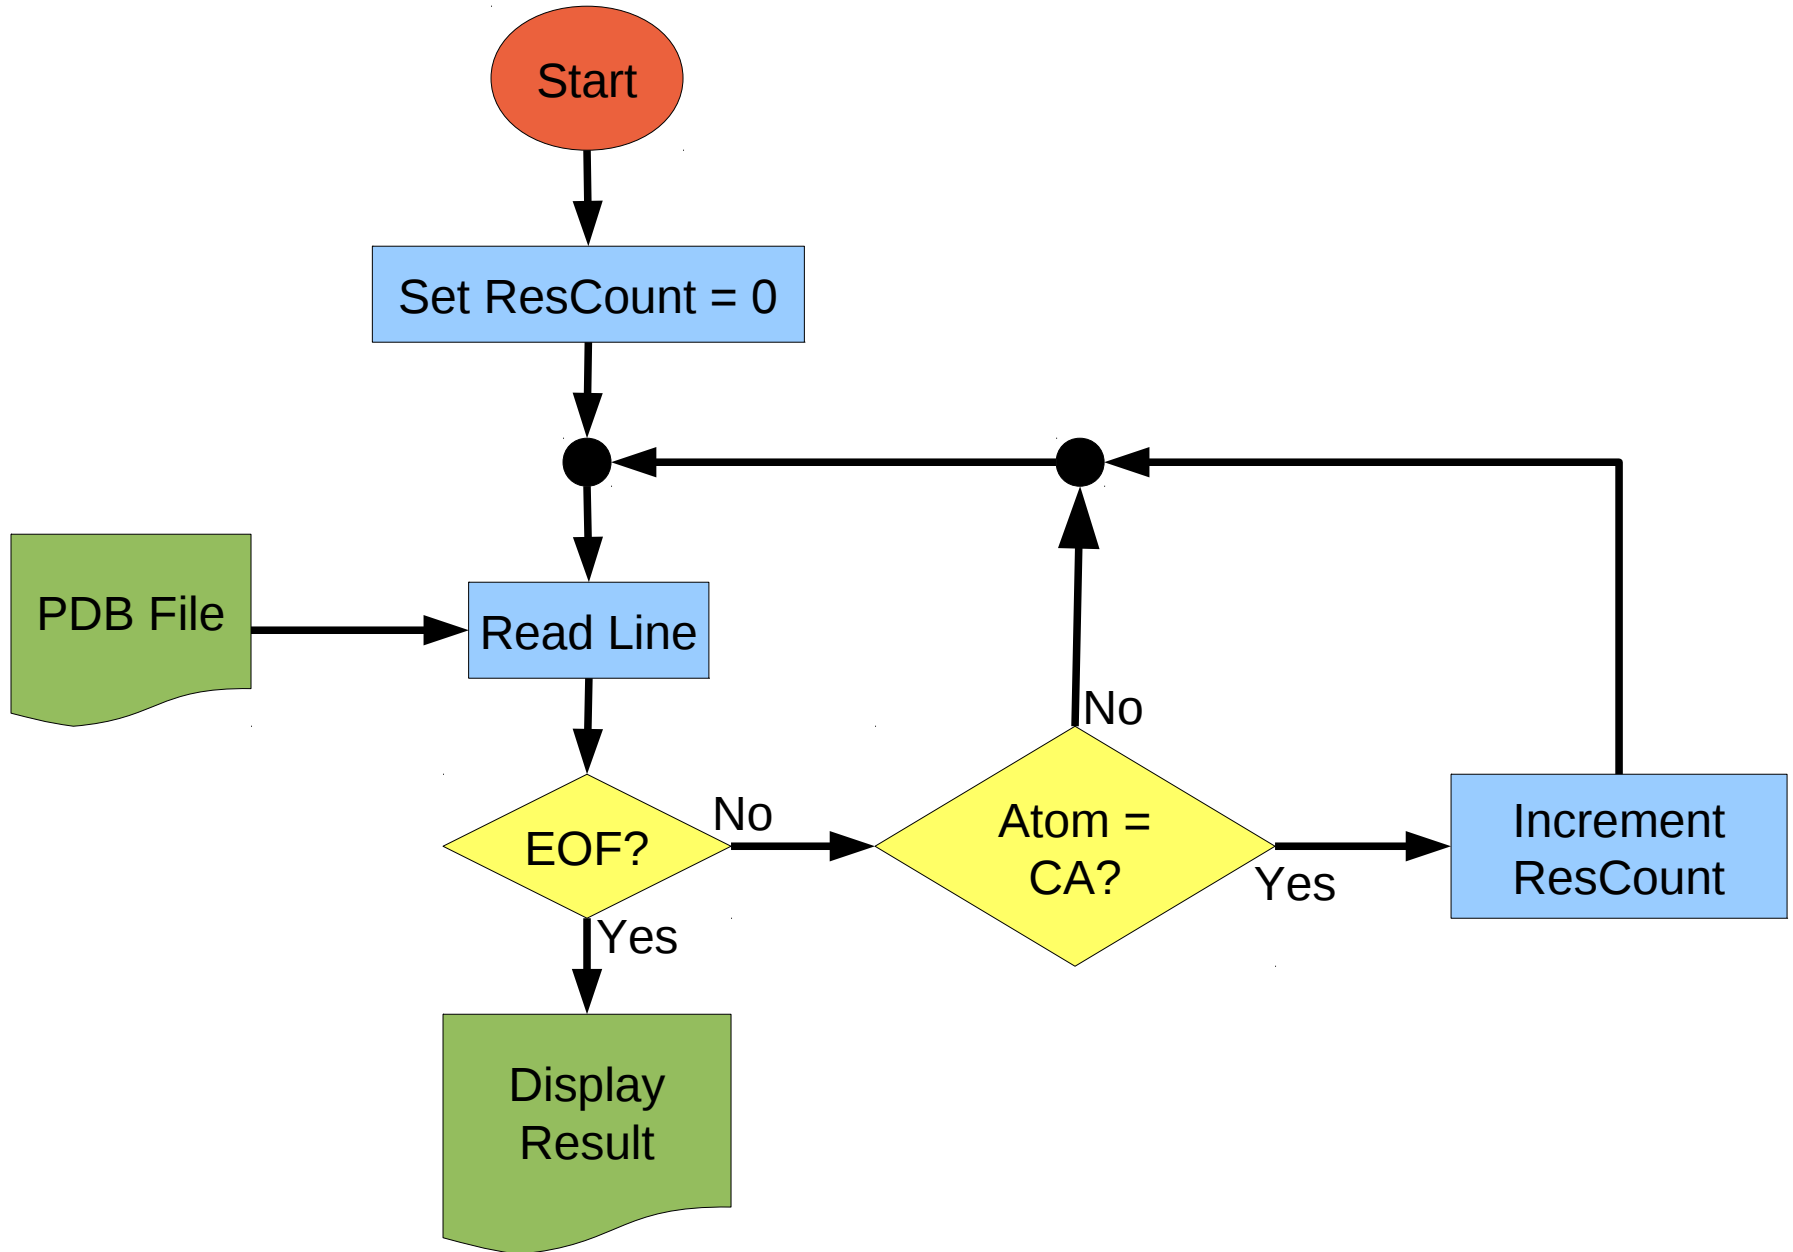 Start
Set ResCount = 0
PDB File
Read Line
No
EOF?
No
Atom =
CA?
Yes
Increment
ResCount
Yes
Display
Result